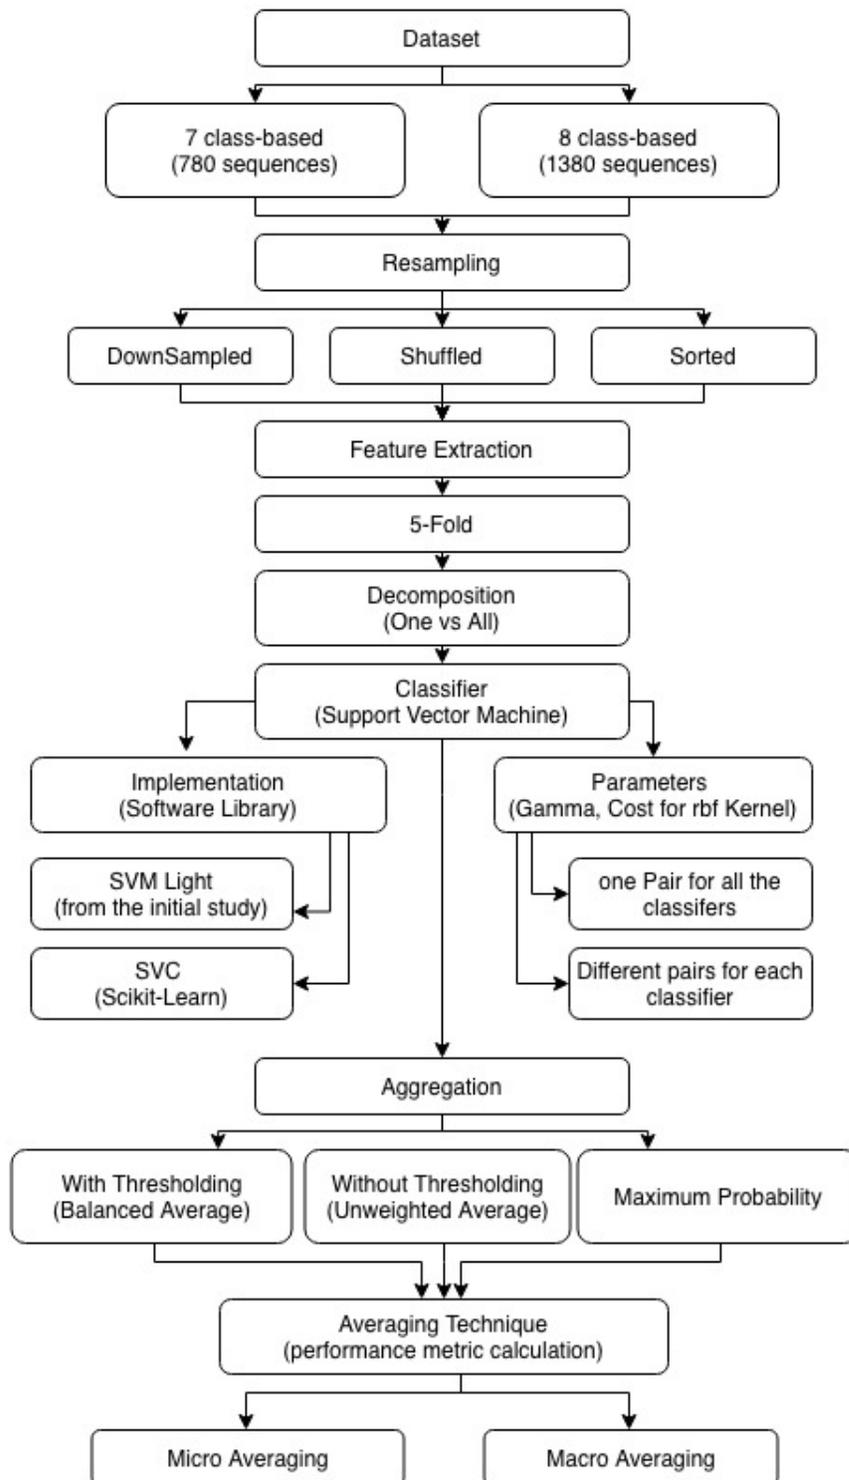 Dataset
7 class-based
(780 sequences)
8 class-based
(1380 sequences)
Resampling
DownSampled
Shuffled
Sorted
Feature Extraction
5-Fold
Decomposition
(One vs All)
Classifier
(Support Vector Machine)
Implementation
(Software Library)
Parameters
(Gamma, Cost for rbf Kernel)
SVM Light
(from the initial study)
one Pair for all the
classifers
SVC
(Scikit-Learn)
Different pairs for each
classifier
Aggregation
With Thresholding
(Balanced Average)
Without Thresholding
(Unweighted Average)
Maximum Probability
Averaging Technique
(performance metric calculation)
Micro Averaging
Macro Averaging